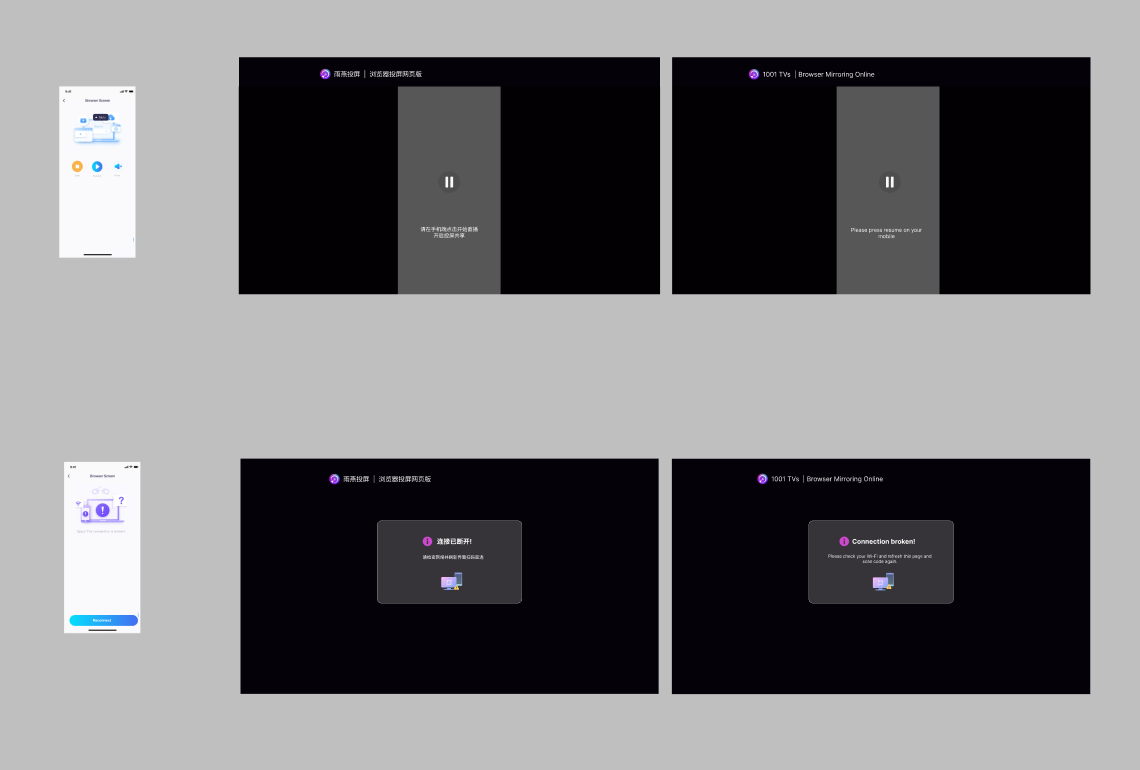 9:41
Browser Screen
雨燕投屏 | 浏览器投屏网页版
请在手机端点击开始直播
开启投屏共享
1001 TVs | Browser Mirroring Online
Please press resume on your
mobile
9:41
Browser Screen
Reconnect
雨燕投屏 | 浏览器投屏网页版
连接已断开!
1001 TVs | Browser Mirroring Online
Connection broken!
Please check your Wi-Fi and refresh this page and
scan code again.